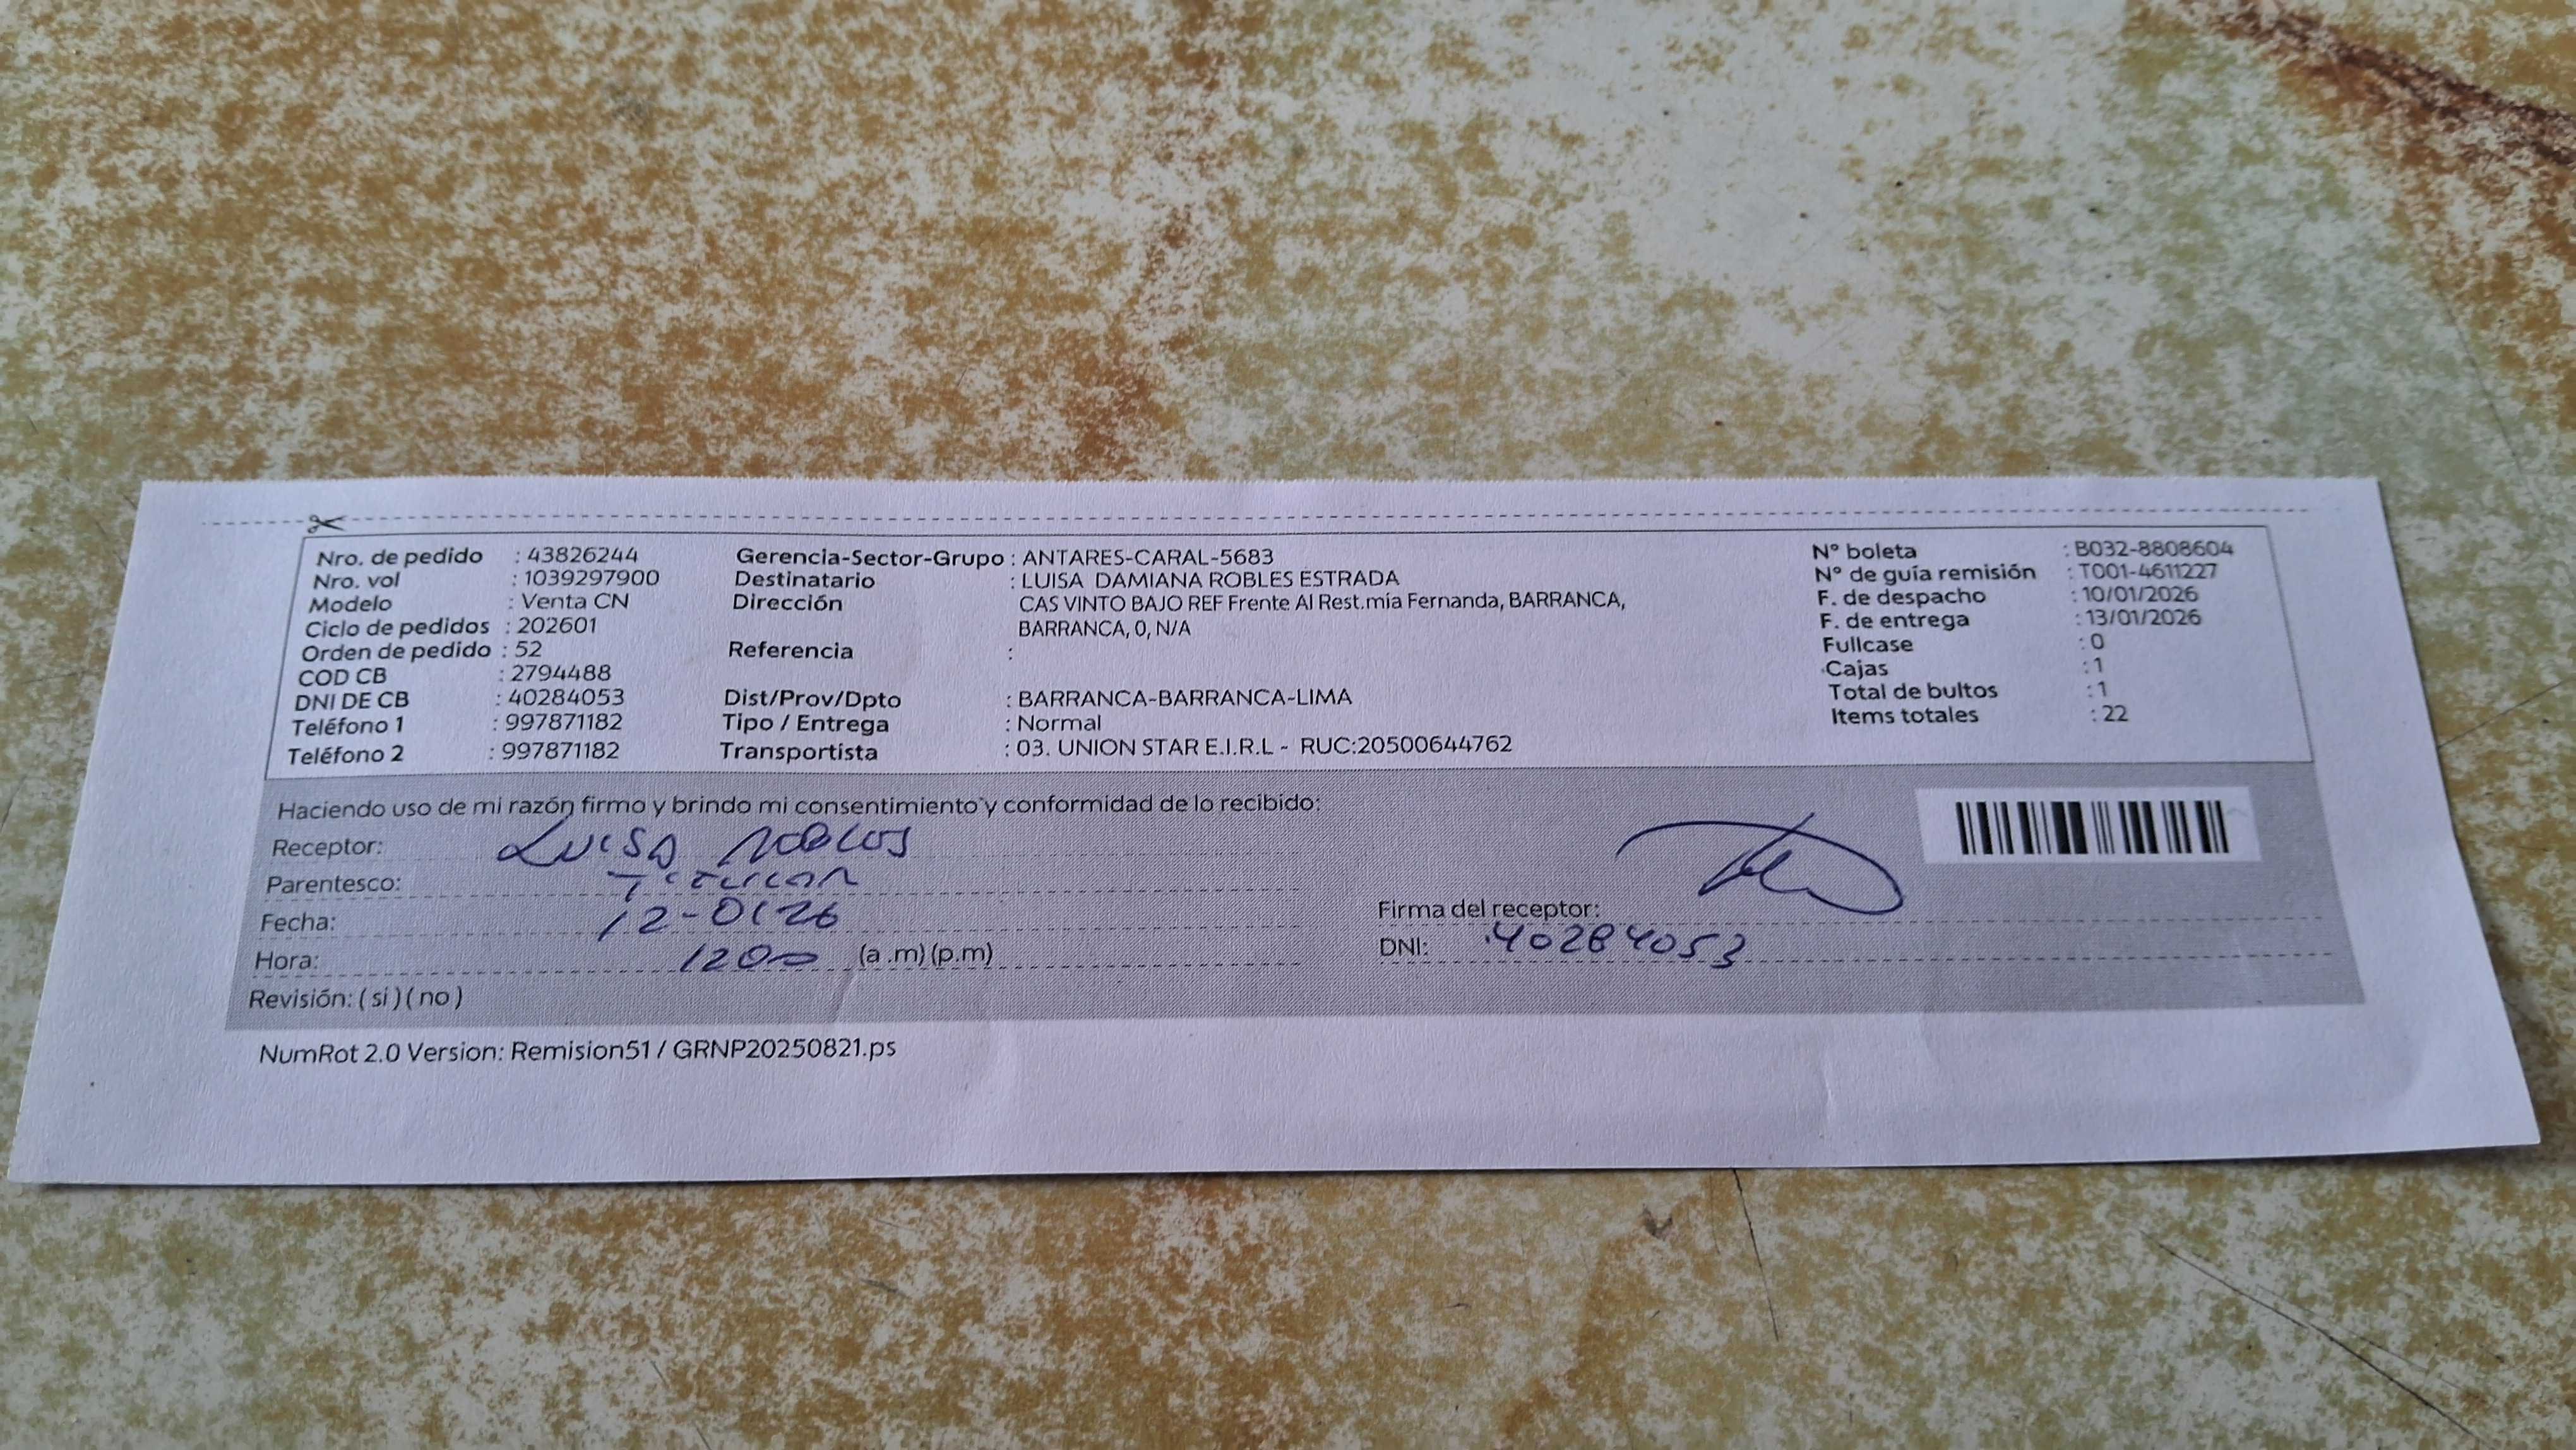 Nro. de pedido : 43826244
Nro. vol : 1039297900
Modelo : Venta CN
Ciclo de pedidos : 202601
Orden de pedido : 52
COD CB : 2794488
DNI DE CB : 40284053
Teléfono 1 : 997871182
Teléfono 2 : 997871182
Gerencia-Sector-Grupo : ANTARES-CARAL-5683
Destinatario : LUISA DAMIANA ROBLES ESTRADA
Dirección CAS VINTO BAJO REF Frente Al Rest.mía Fernanda, BARRANCA,
BARRANCA, 0, N/A
Referencia :
Dist/Prov/Dpto : BARRANCA-BARRANCA-LIMA
Tipo / Entrega : Normal
Transportista : 03. UNION STAR E.I.R.L - RUC:20500644762
N° boleta : B032-8808604
N° de guía remisión : T001-4611227
F. de despacho : 10/01/2026
F. de entrega : 13/01/2026
Fullcase : 0
Cajas : 1
Total de bultos : 1
Items totales : 22
Haciendo uso de mi razón firmo y brindo mi consentimiento y conformidad de lo recibido:
Receptor: Luisa Robles
Parentesco: Titular
Fecha: 12-0126
Hora: 1200 (a .m) (p.m)
Revisión: ( si ) ( no )
Firma del receptor:
DNI: 40284053
NumRot 2.0 Version: Remision51 / GRNP20250821.ps